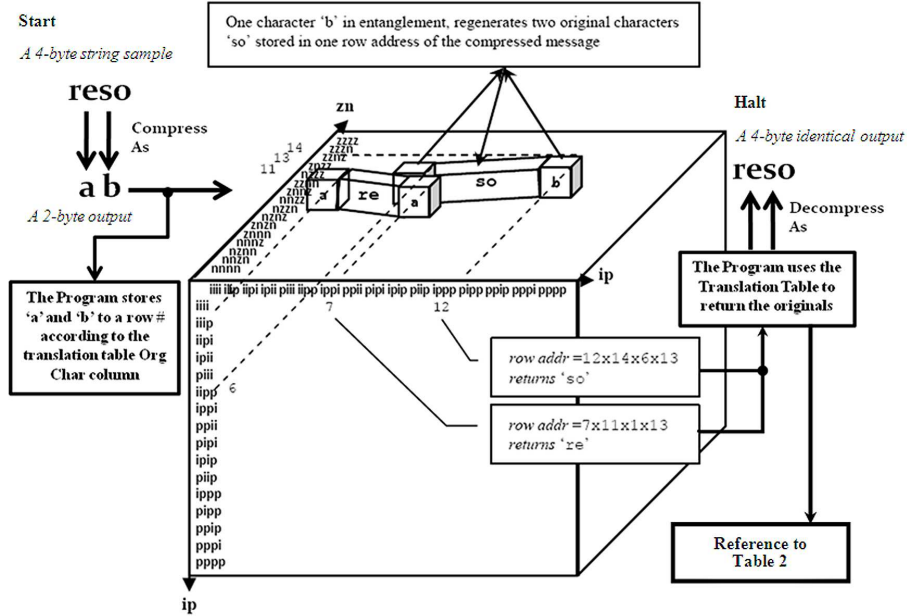 Start
A 4-byte string sample
reso
Compress
As
a b
A 2-byte output
The Program stores
‘a’ and ‘b’ to a row #
according to the
translation table Org
Char column
One character ‘b’ in entanglement, regenerates two original characters
‘so’ stored in one row address of the compressed message
zn
14
13
11
zzzz
zzzn
zznz
znzz
nzzz
zznn
znnz
nnzz
nzzn
nznz
znnn
nnnz
nnzn
nznn
nnnn
a
re
a
so
b
ip
iiii iiip iipi ipii piii iipp ippi ppii pipi ipip piip ippp pipp ppip pppi pppp
7
12
iiii
iiip
iipi
ipii
piii
iipp
6
ippi
ppii
pipi
ipip
piip
ippp
pipp
ppip
pppi
pppp
ip
row addr =12x14x6x13
returns ‘so’
row addr =7x11x1x13
returns ‘re’
Halt
A 4-byte identical output
reso
Decompress
As
The Program uses the
Translation Table to
return the originals
Reference to
Table 2